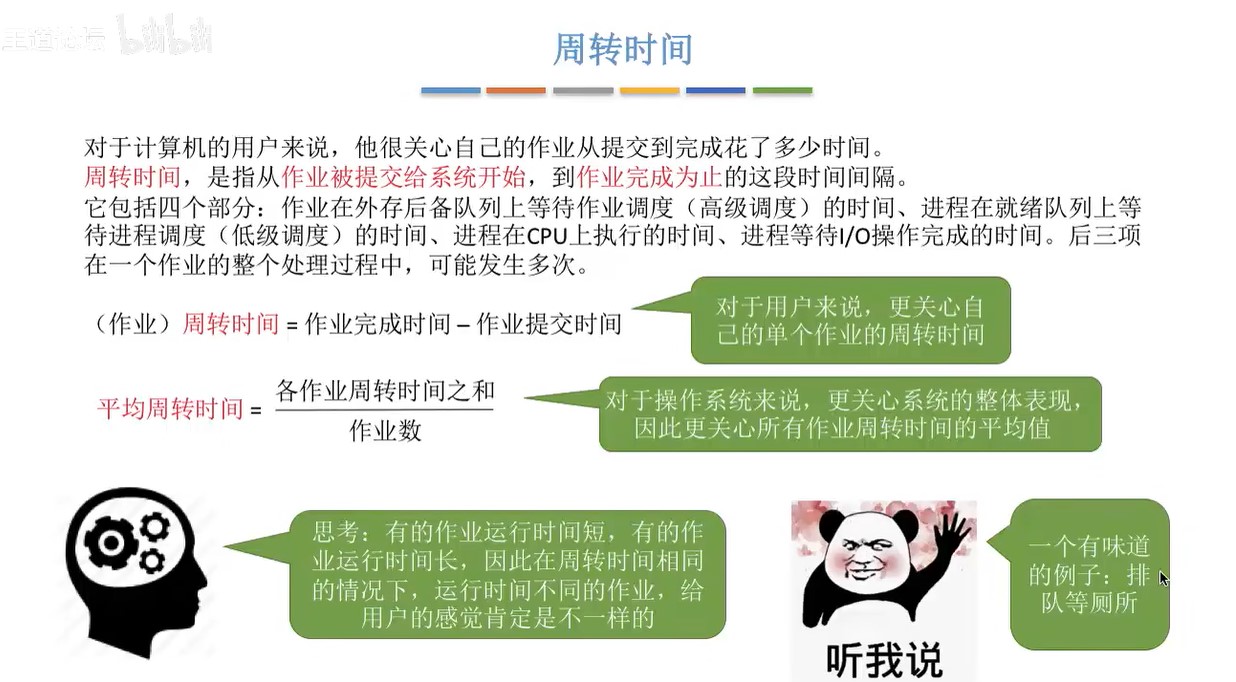 王道论坛 bilibili
周转时间
对于计算机的用户来说，他很关心自己的作业从提交到完成花了多少时间。
周转时间，是指从作业被提交给系统开始，到作业完成为止的这段时间间隔。
它包括四个部分：作业在外存后备队列上等待作业调度（高级调度）的时间、进程在就绪队列上等
待进程调度（低级调度）的时间、进程在CPU上执行的时间、进程等待I/O操作完成的时间。后三项
在一个作业的整个处理过程中，可能发生多次。
（作业）周转时间 = 作业完成时间 – 作业提交时间
对于用户来说，更关心自
己的单个作业的周转时间
平均周转时间 =
各作业周转时间之和
作业数
对于操作系统来说，更关心系统的整体表现，
因此更关心所有作业周转时间的平均值
思考：有的作业运行时间短，有的作
业运行时间长，因此在周转时间相同
的情况下，运行时间不同的作业，给
用户的感觉肯定是不一样的
听我说
一个有味道
的例子：排
队等厕所